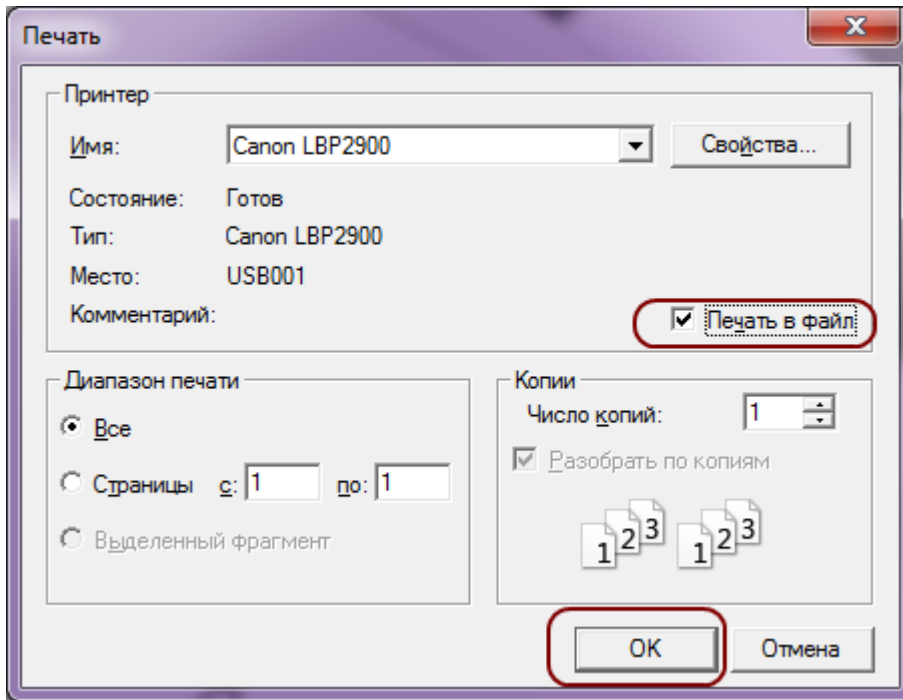 Печать
Принтер
Имя: Canon LBP2900 Свойства...
Состояние: Готов
Тип: Canon LBP2900
Место: USB001
Комментарий: Печать в файл
Диапазон печати
Все
Страницы с: 1 по: 1
Выделенный фрагмент
Копии
Число копий: 1
Разобрать по копиям
1 2 3 1 2 3
OK Отмена